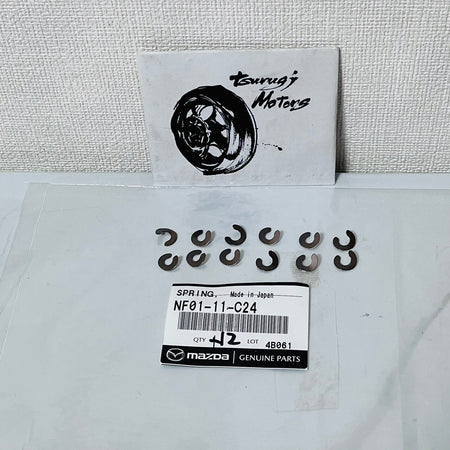 tsurugi
Motors
SPRING, Made in Japan
NF01-11-C24
QTY 12 LOT 4B061
mazda GENUINE PARTS